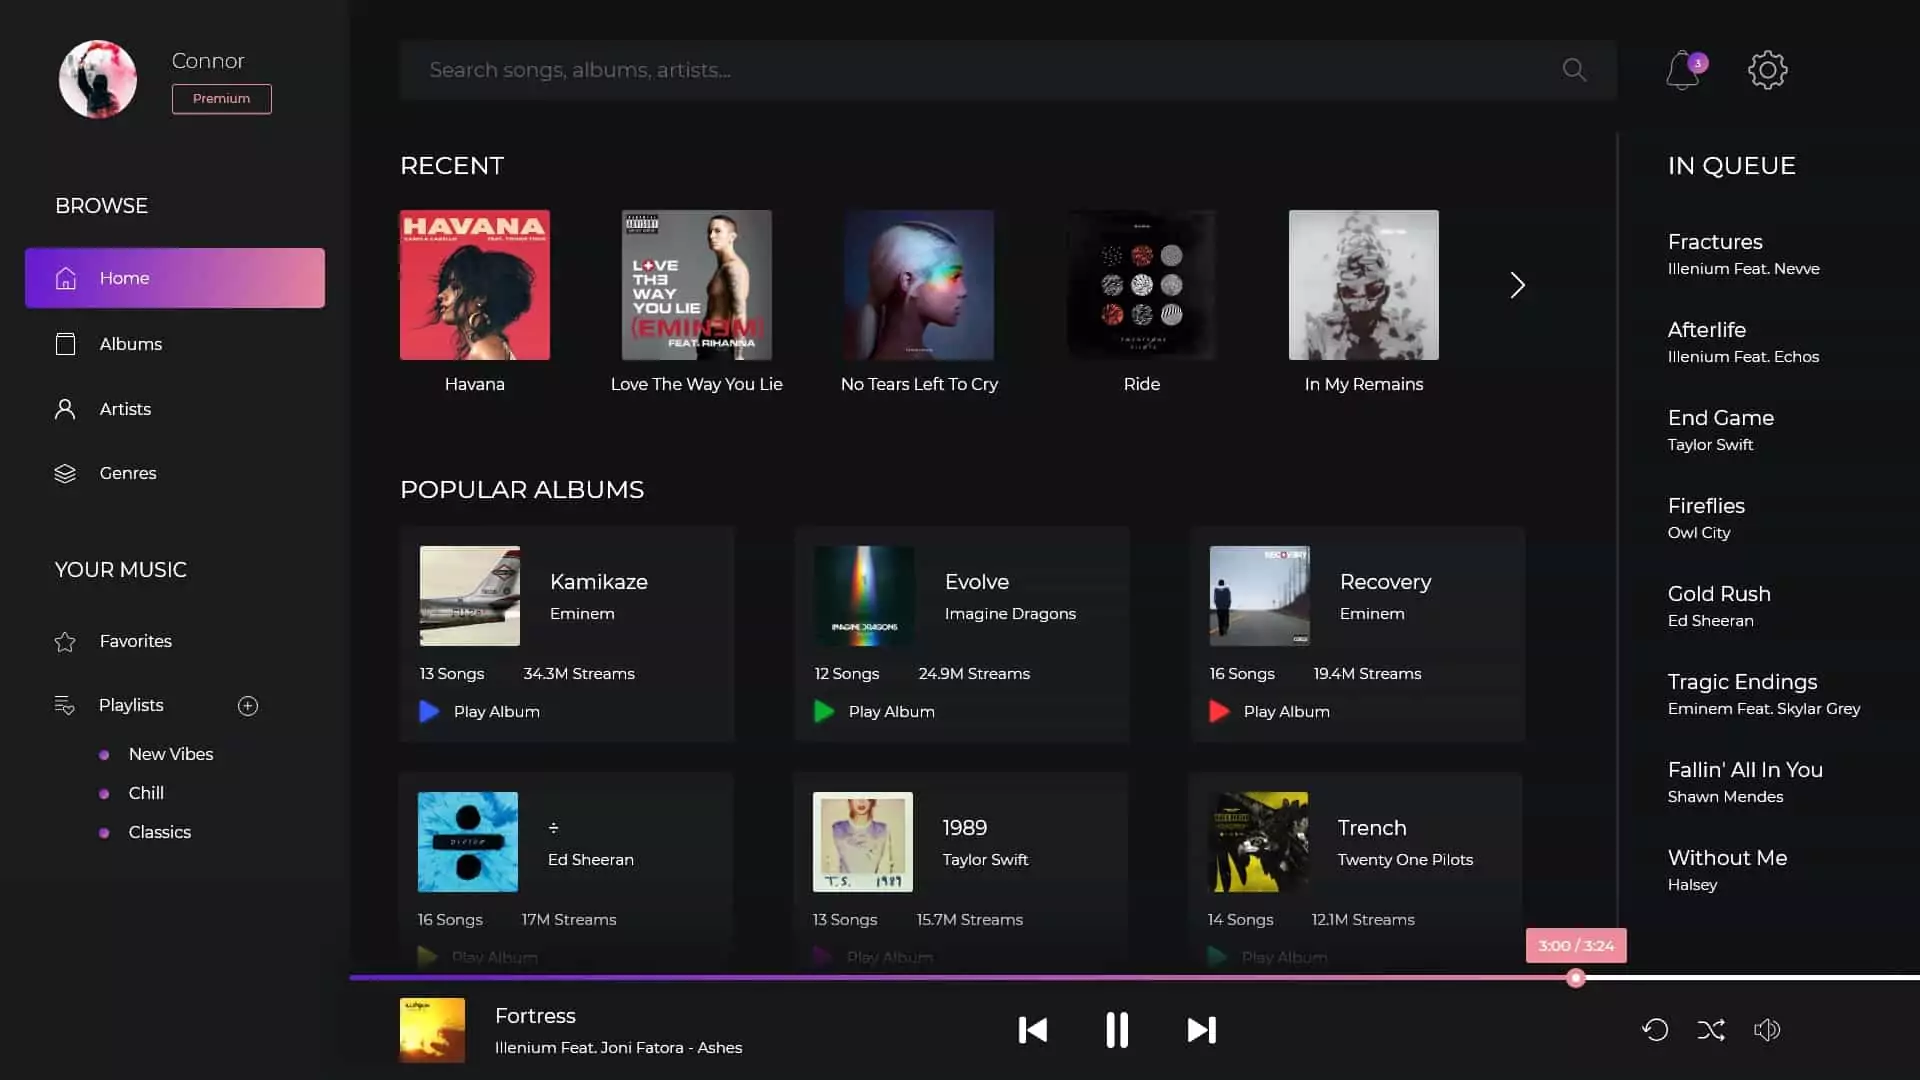 Connor
Premium
BROWSE
Home
Albums
Artists
Genres
YOUR MUSIC
Favorites
Playlists
New Vibes
Chill
Classics
Search songs, albums, artists...
3
RECENT
HAVANA
LOVE
THE
WAY
YOU LIE
(EMINEM)
FEAT. RIHANNA
Havana
Love The Way You Lie
No Tears Left To Cry
Ride
In My Remains
POPULAR ALBUMS
Kamikaze
Eminem
13 Songs 34.3M Streams
Play Album
IMAGINE DRAGONS
Evolve
Imagine Dragons
12 Songs 24.9M Streams
Play Album
RECOVERY
Recovery
Eminem
16 Songs 19.4M Streams
Play Album
÷
Ed Sheeran
16 Songs 17M Streams
Play Album
T.S. 1989
1989
Taylor Swift
13 Songs 15.7M Streams
Play Album
TRENCH
Trench
Twenty One Pilots
14 Songs 12.1M Streams
Play Album
IN QUEUE
Fractures
Illenium Feat. Nevve
Afterlife
Illenium Feat. Echos
End Game
Taylor Swift
Fireflies
Owl City
Gold Rush
Ed Sheeran
Tragic Endings
Eminem Feat. Skylar Grey
Fallin' All In You
Shawn Mendes
Without Me
Halsey
3:00 / 3:24
Fortress
Illenium Feat. Joni Fatora - Ashes